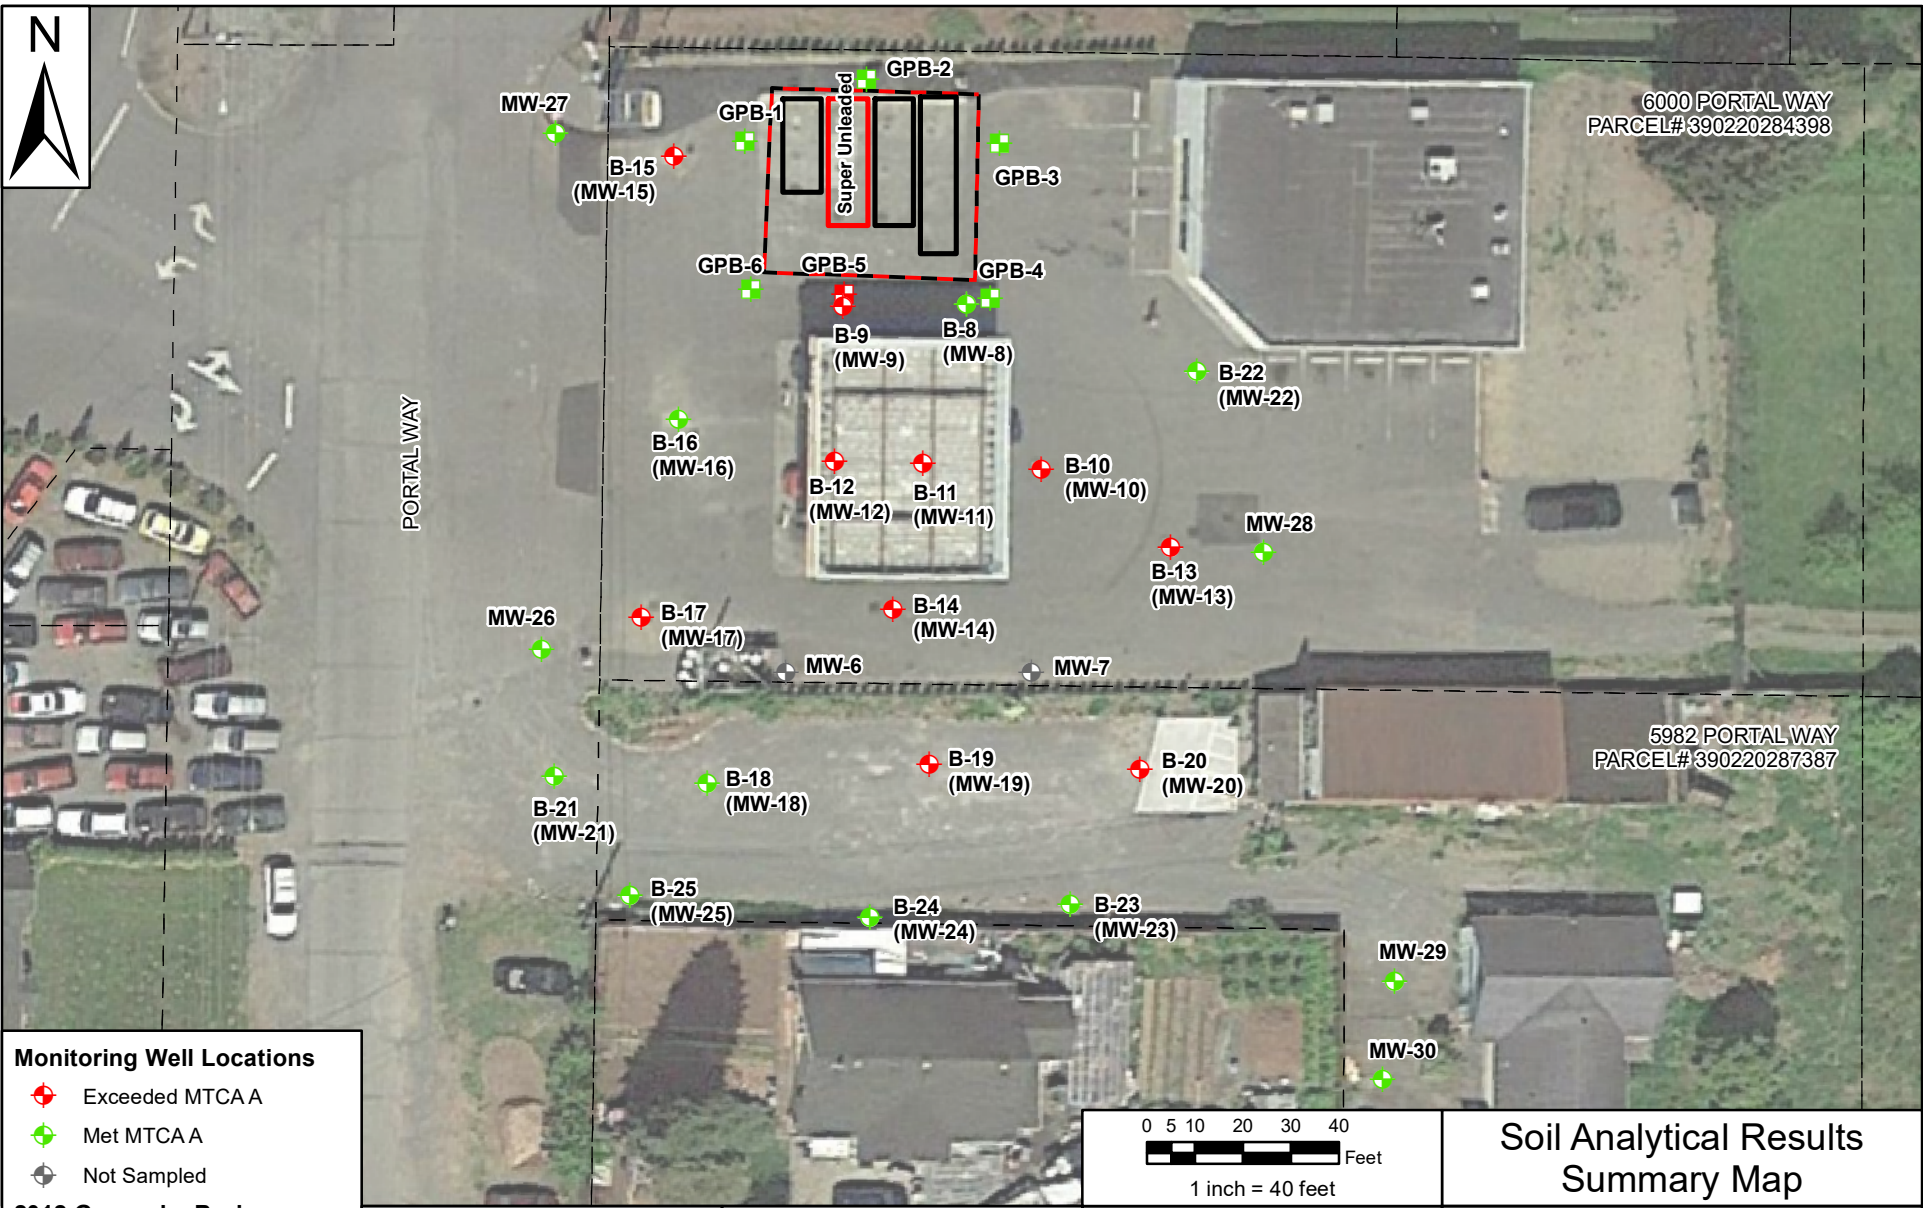 N
GPB-2
MW-27
GPB-1
Super Unleaded
6000 PORTAL WAY
PARCEL# 390220284398
B-15
(MW-15)
GPB-3
GPB-6
GPB-5
GPB-4
B-9
(MW-9)
B-8
(MW-8)
B-22
(MW-22)
PORTAL WAY
B-16
(MW-16)
B-12
(MW-12)
B-11
(MW-11)
B-10
(MW-10)
MW-28
B-13
(MW-13)
MW-26
B-17
(MW-17)
B-14
(MW-14)
MW-6
MW-7
5982 PORTAL WAY
PARCEL# 390220287387
B-19
(MW-19)
B-20
(MW-20)
B-18
(MW-18)
B-21
(MW-21)
B-25
(MW-25)
B-24
(MW-24)
B-23
(MW-23)
MW-29
MW-30
Monitoring Well Locations
Exceeded MTCA A
Met MTCA A
Not Sampled
0 5 10 20 30 40
Feet
1 inch = 40 feet
Soil Analytical Results
Summary Map